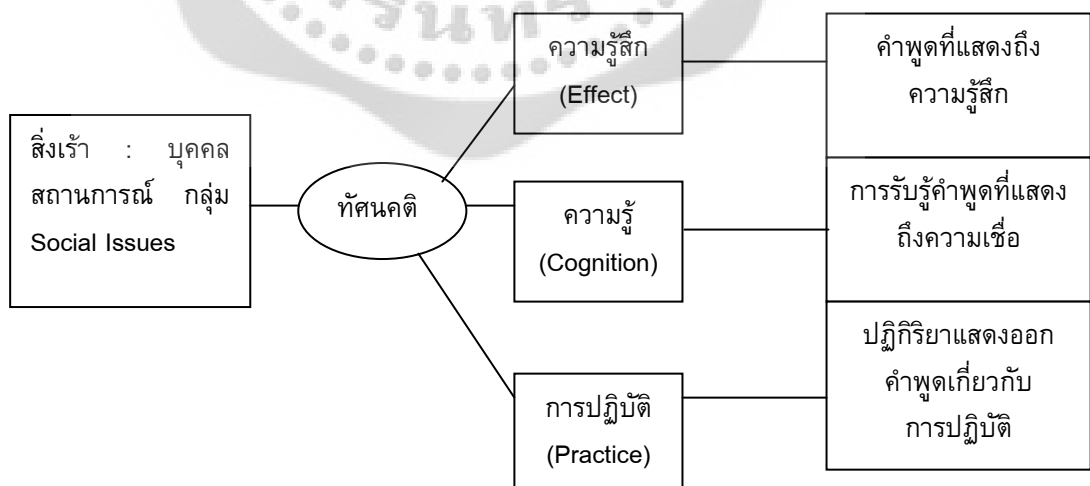 ความรู้สึก
(Effect)
คำพูดที่แสดงถึง
ความรู้สึก
สิ่งเร้า : บุคคล
สถานการณ์ กลุ่ม
Social Issues
ทัศนคติ
ความรู้
(Cognition)
การรับรู้คำพูดที่แสดง
ถึงความเชื่อ
การปฏิบัติ
(Practice)
ปฏิกิริยาแสดงออก
คำพูดเกี่ยวกับ
การปฏิบัติ